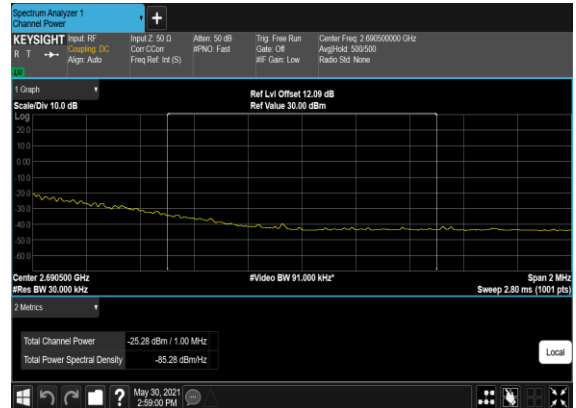 Spectrum Analyzer 1
Channel Power
KEYSIGHT Input: RF Input Z: 50 Ω Atten: 50 dB Trig: Free Run Center Freq: 2.690500000 GHz
R T Coupling: DC Corr CCorr #PNO: Fast Gate: Off Avg|Hold: 500/500
Align: Auto Freq Ref: Int (S) #IF Gain: Low Radio Std: None
LXI
1 Graph Ref Lvl Offset 12.09 dB
Scale/Div 10.0 dB Ref Value 30.00 dBm
Log
20.0
10.0
0.00
-10.0
-20.0
-30.0
-40.0
-50.0
-60.0
Center 2.690500 GHz #Video BW 91.000 kHz* Span 2 MHz
#Res BW 30.000 kHz Sweep 2.80 ms (1001 pts)
2 Metrics
Total Channel Power -25.28 dBm / 1.00 MHz
Total Power Spectral Density -85.28 dBm/Hz
Local
May 30, 2021
2:59:00 PM